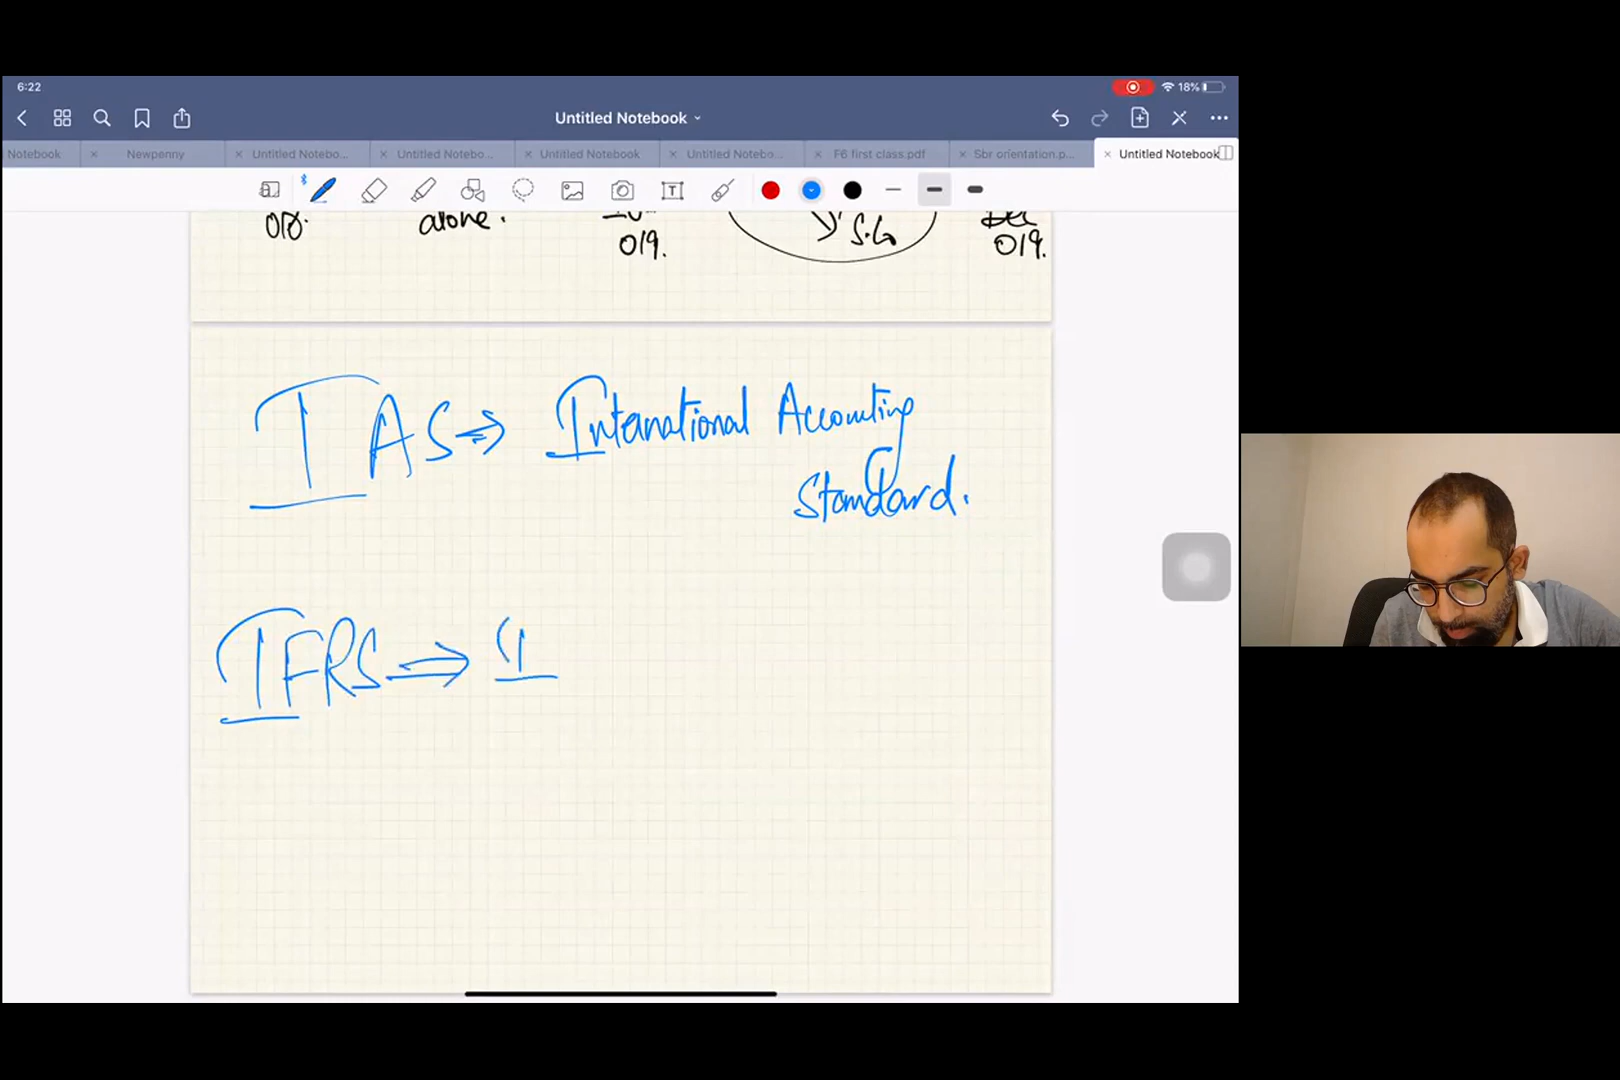 6:22
18%
Untitled Notebook
Notebook
Newpenny
Untitled Notebo...
Untitled Notebo...
Untitled Notebook
Untitled Notebo...
F6 first class.pdf
Sbr orientation.p...
Untitled Notebook
T
018. alone. 019. S.G Dec 019.
IAS → International Accounting
Standard.
IFRS ⇒ I